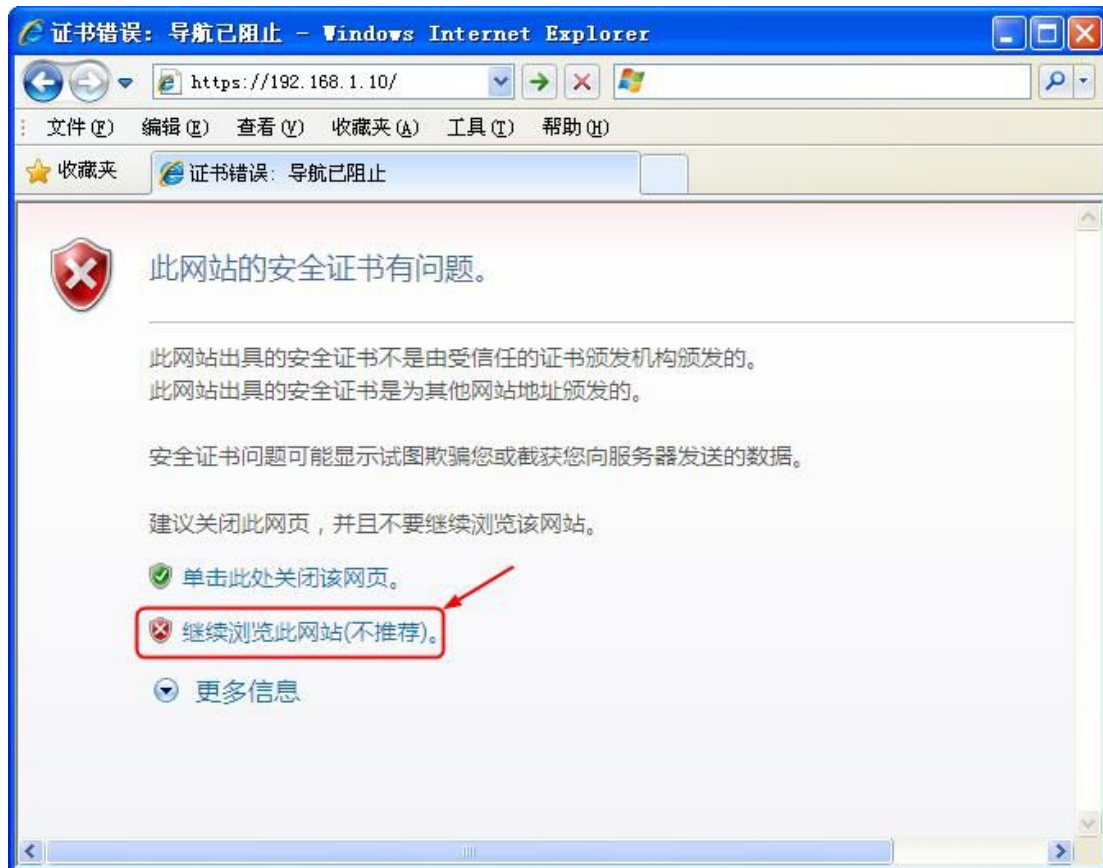 证书错误: 导航已阻止 - Windows Internet Explorer
https://192.168.1.10/
文件(F) 编辑(E) 查看(V) 收藏夹(A) 工具(T) 帮助(H)
收藏夹 证书错误: 导航已阻止
此网站的安全证书有问题。
此网站出具的安全证书不是由受信任的证书颁发机构颁发的。
此网站出具的安全证书是为其他网站地址颁发的。
安全证书问题可能显示试图欺骗您或截获您向服务器发送的数据。
建议关闭此网页，并且不要继续浏览该网站。
单击此处关闭该网页。
继续浏览此网站(不推荐)。
更多信息